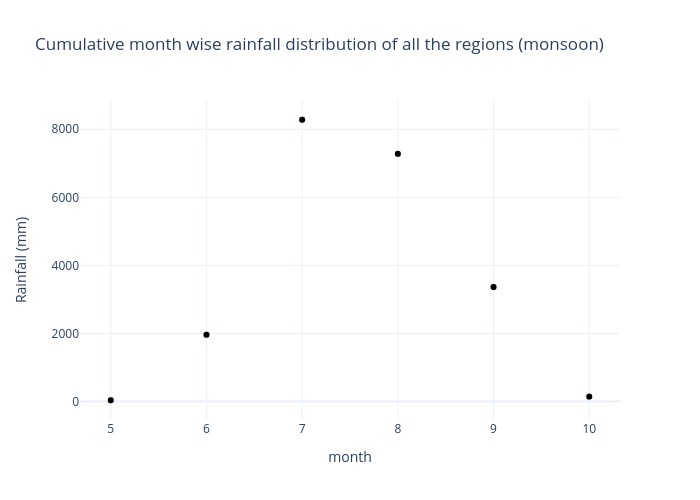 Cumulative month wise rainfall distribution of all the regions (monsoon)
8000
6000
4000
2000
0
Rainfall (mm)
5 6 7 8 9 10
month